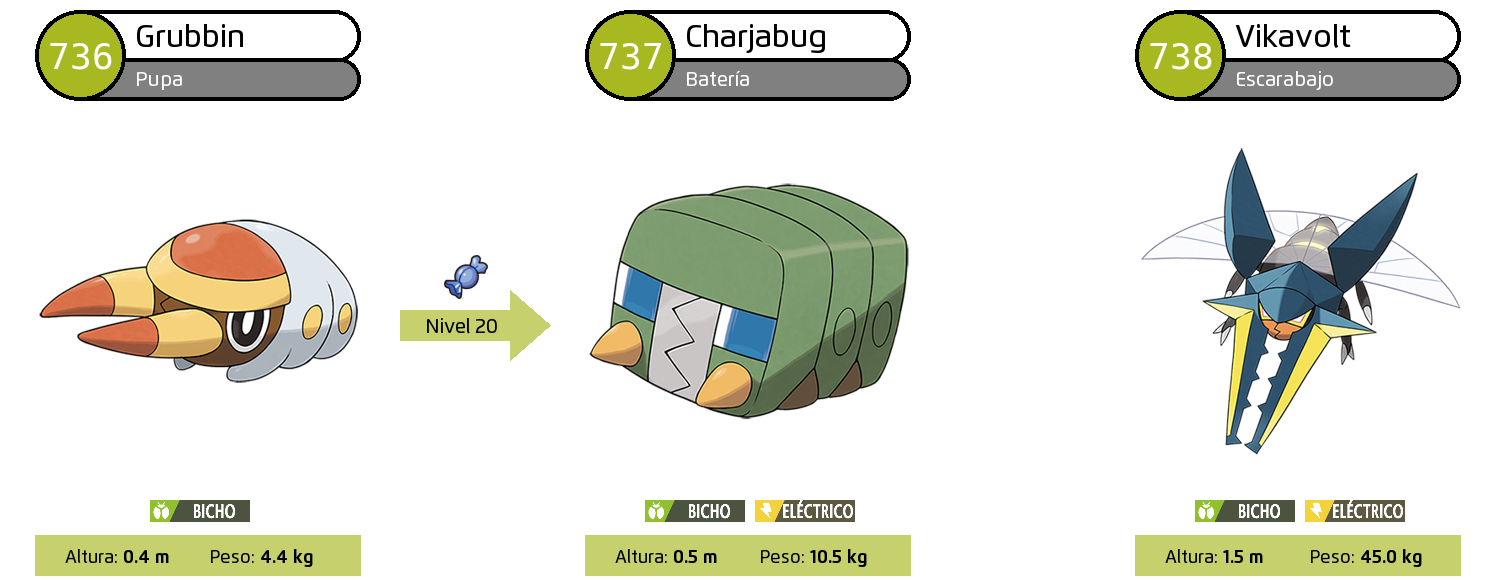 736 Grubbin
Pupa
737 Charjabug
Batería
738 Vikavolt
Escarabajo
Nivel 20
BICHO
BICHO ELÉCTRICO
BICHO ELÉCTRICO
Altura: 0.4 m Peso: 4.4 kg
Altura: 0.5 m Peso: 10.5 kg
Altura: 1.5 m Peso: 45.0 kg